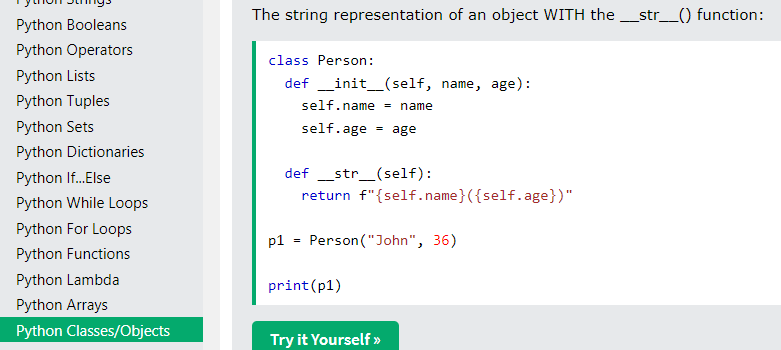 Python Strings
Python Booleans
Python Operators
Python Lists
Python Tuples
Python Sets
Python Dictionaries
Python If...Else
Python While Loops
Python For Loops
Python Functions
Python Lambda
Python Arrays
Python Classes/Objects
The string representation of an object WITH the __str__() function:
class Person:
  def __init__(self, name, age):
    self.name = name
    self.age = age
  def __str__(self):
    return f"{self.name}({self.age})"
p1 = Person("John", 36)
print(p1)
Try it Yourself »